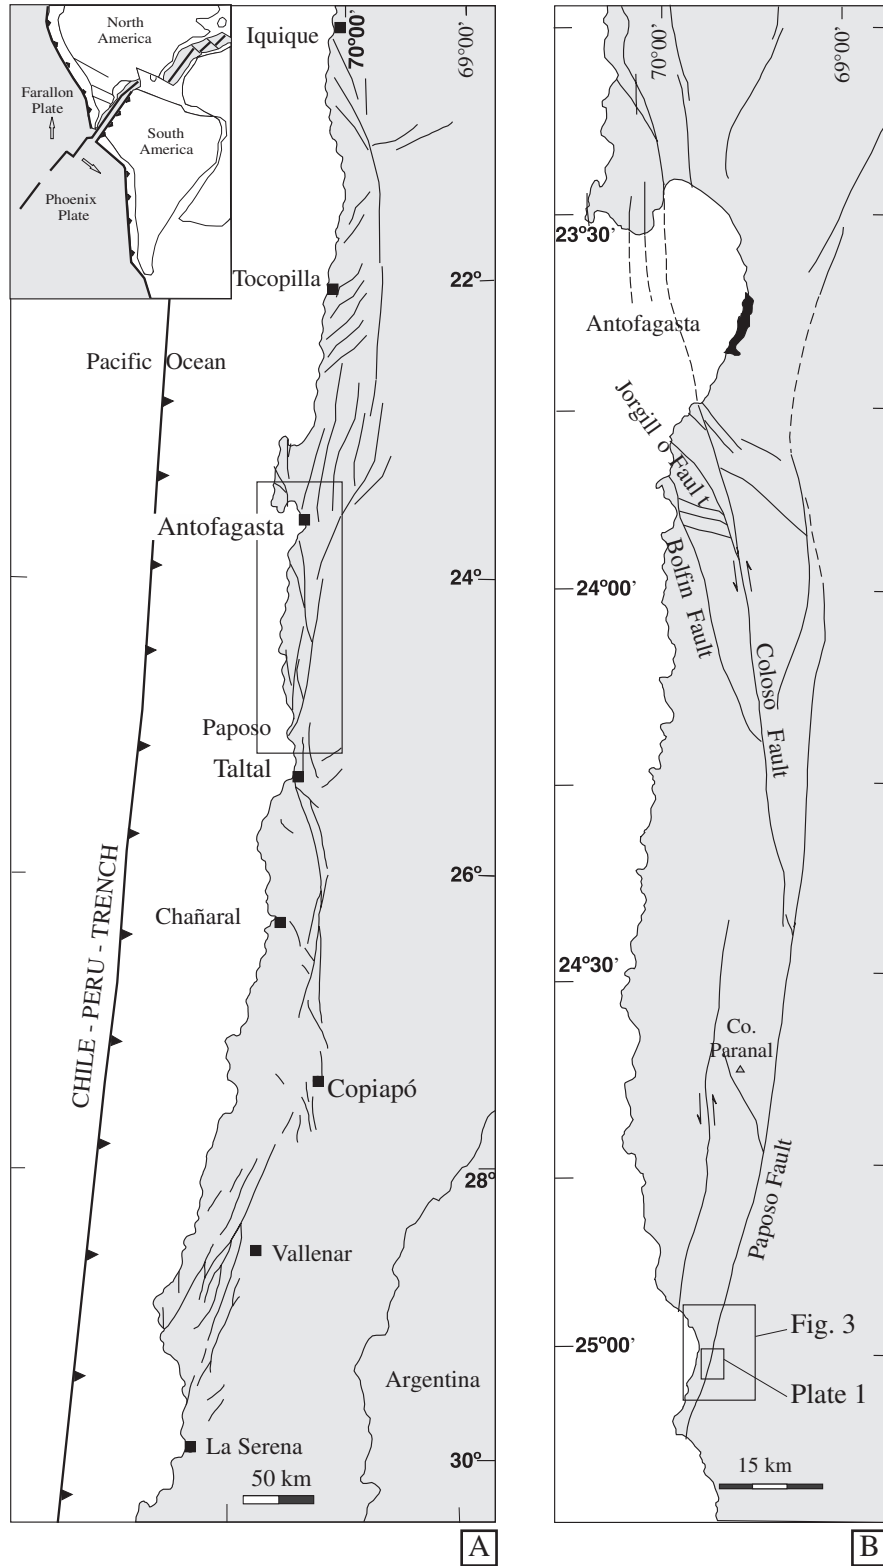 North
America
Farallon
Plate
South
America
Phoenix
Plate
Iquique
70°00'
69°00'
Tocopilla
22°
Pacific Ocean
Antofagasta
24°
Paposo
Taltal
26°
Chañaral
CHILE - PERU - TRENCH
Copiapó
28°
Vallenar
Argentina
La Serena
30°
50 km
A
70°00'
69°00'
23°30'
Antofagasta
Jorgill o Faul t
Bolfin Fault
24°00'
Coloso Fault
24°30'
Co.
Paranal
Paposo Fault
Fig. 3
25°00'
Plate 1
15 km
B